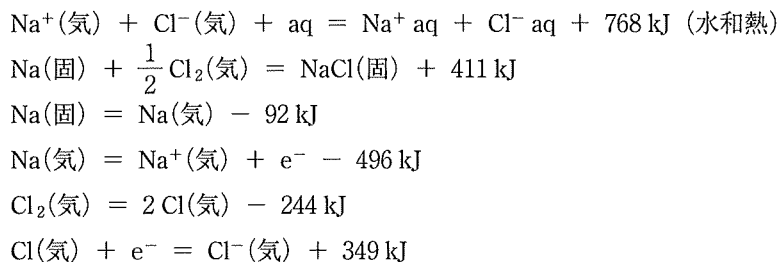 Na⁺(気) + Cl⁻(気) + aq = Na⁺ aq + Cl⁻ aq + 768 kJ (水和熱)
Na(固) + 1/2 Cl₂(気) = NaCl(固) + 411 kJ
Na(固) = Na(気) − 92 kJ
Na(気) = Na⁺(気) + e⁻ − 496 kJ
Cl₂(気) = 2 Cl(気) − 244 kJ
Cl(気) + e⁻ = Cl⁻(気) + 349 kJ